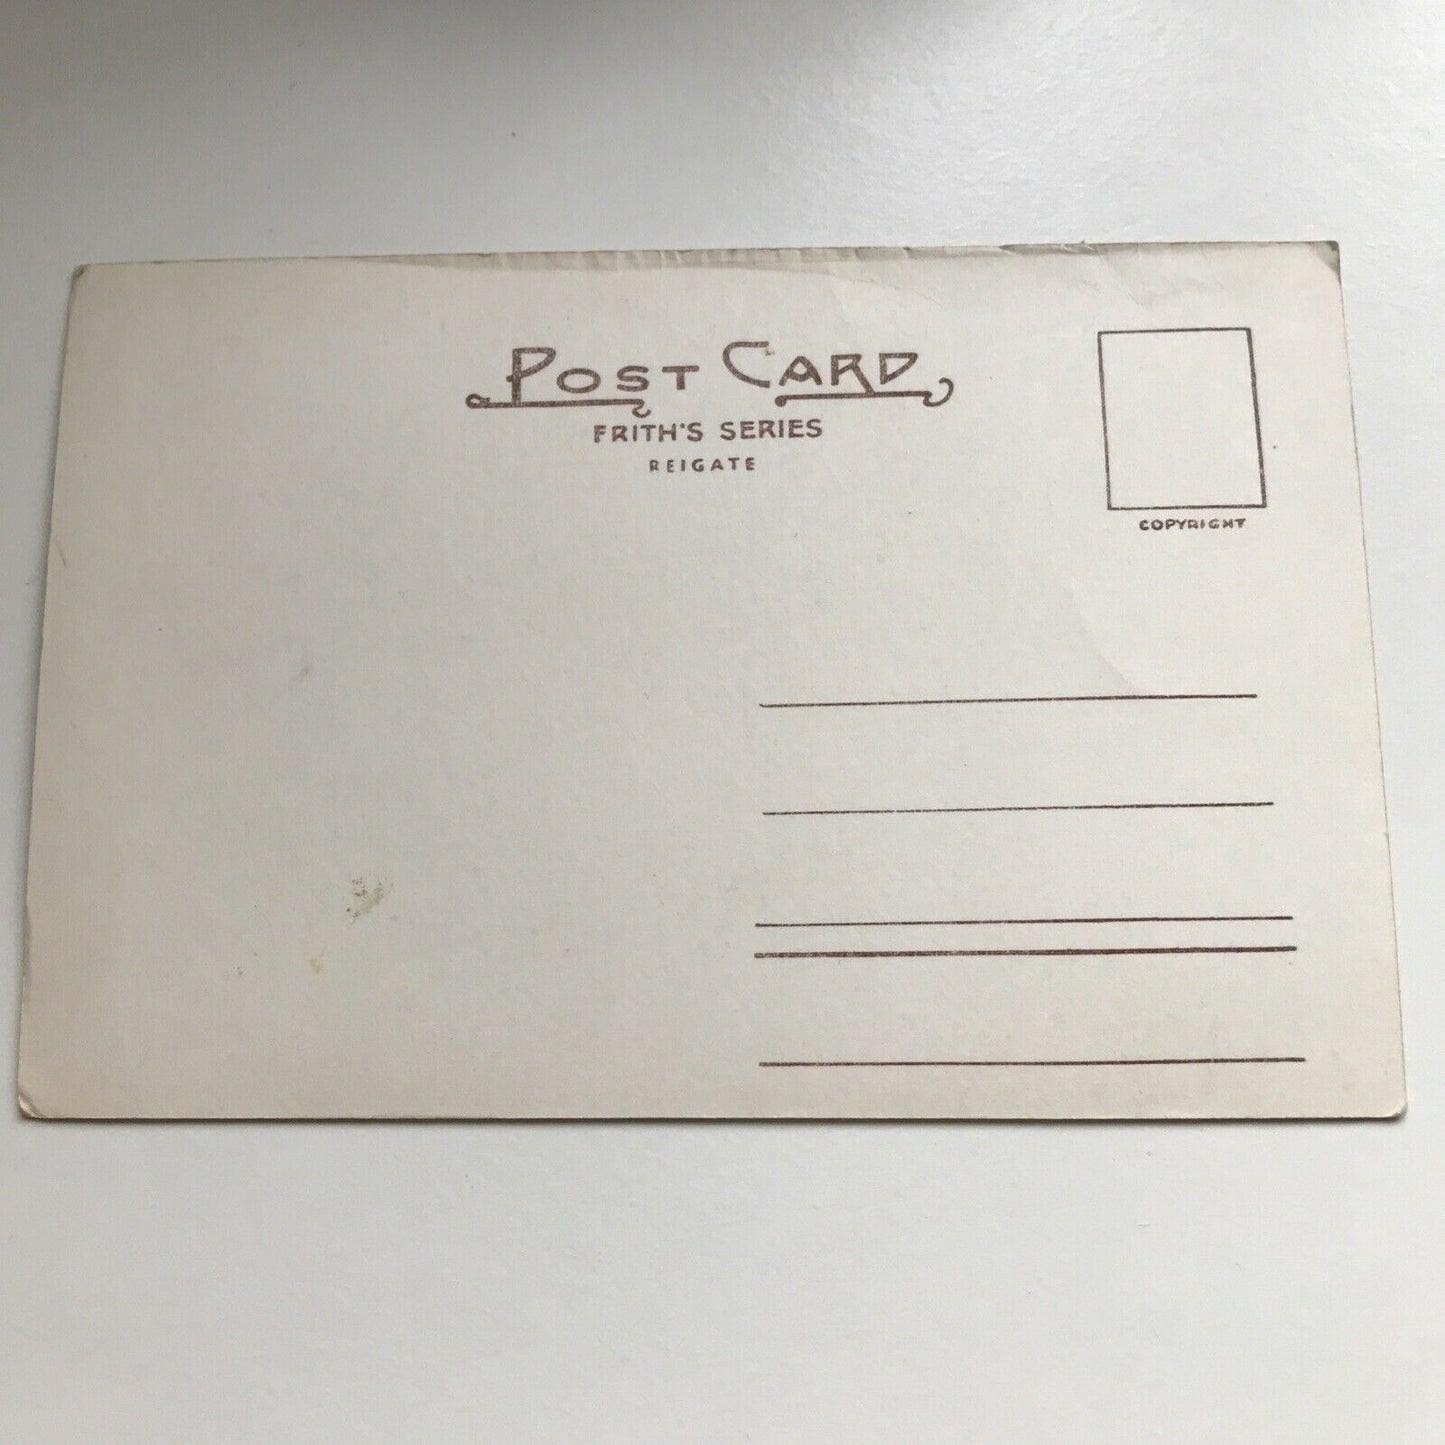 POST CARD
FRITH'S SERIES
REIGATE
COPYRIGHT